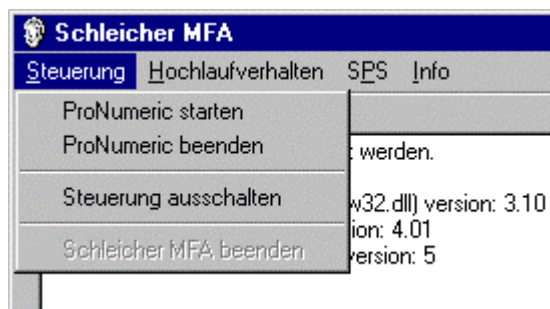 Schleicher MFA
Steuerung Hochlaufverhalten SPS Info
ProNumeric starten
ProNumeric beenden
werden.
Steuerung ausschalten
w32.dll) version: 3.10
ion: 4.01
Schleicher MFA beenden
version: 5